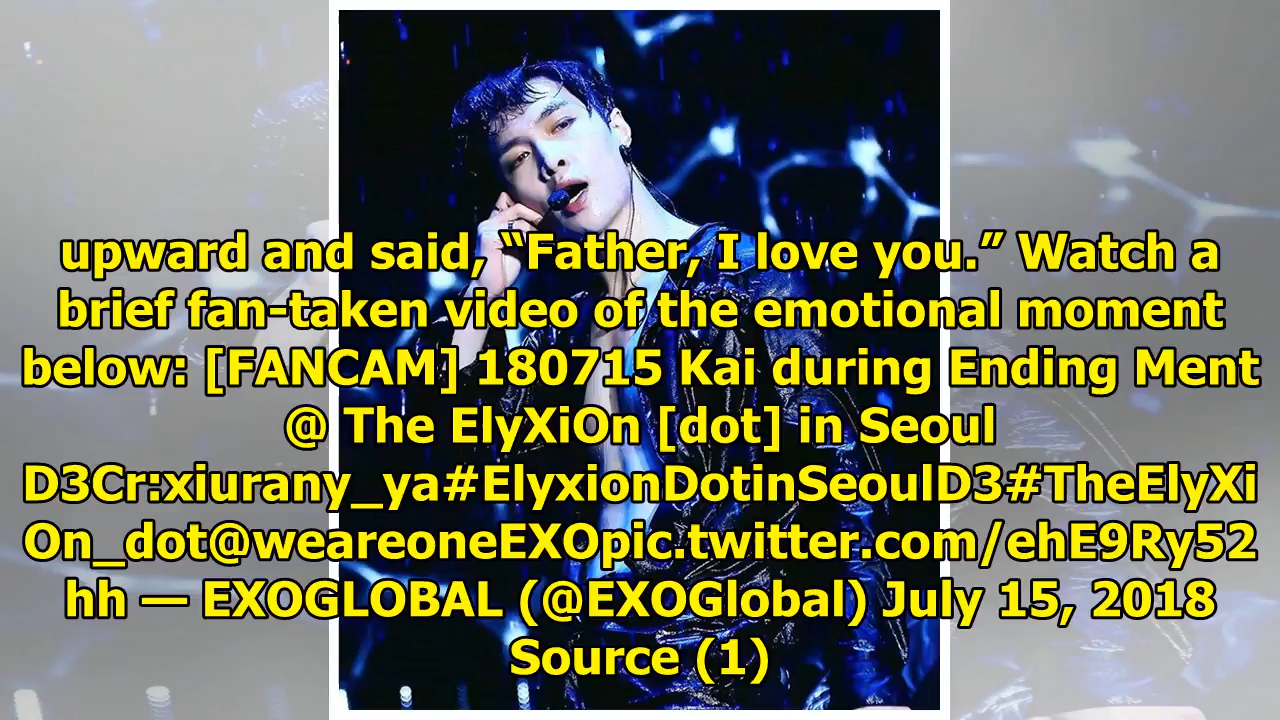 upward and said, “Father, I love you.” Watch a
brief fan-taken video of the emotional moment
below: [FANCAM] 180715 Kai during Ending Ment
@ The ElyXiOn [dot] in Seoul
D3Cr:xiurany_ya#ElyxionDotinSeoulD3#TheElyXi
On_dot@weareoneEXOpic.twitter.com/ehE9Ry52
hh — EXOGLOBAL (@EXOGlobal) July 15, 2018
Source (1)